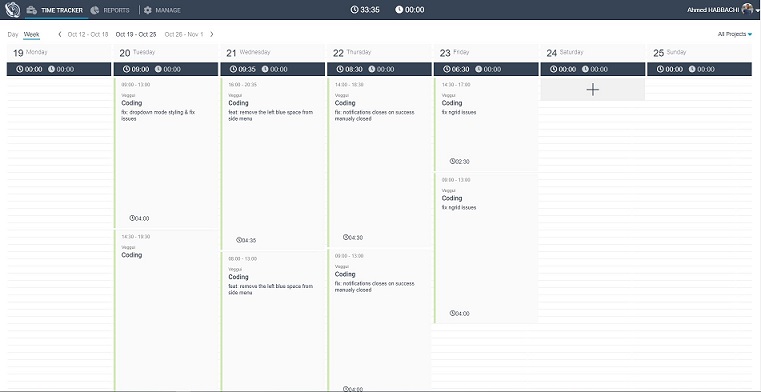 TIME TRACKER
REPORTS
MANAGE
33:35
00:00
Ahmed HABBACHI
Day
Week
Oct 12 - Oct 18
Oct 19 - Oct 25
Oct 26 - Nov 1
All Projects
19 Monday
20 Tuesday
21 Wednesday
22 Thursday
23 Friday
24 Saturday
25 Sunday
00:00 00:00
09:00 00:00
09:35 00:00
08:30 00:00
06:30 00:00
00:00 00:00
00:00 00:00
09:00 - 13:00
Veggui
Coding
fix: dropdown mode styling & fix
issues
04:00
14:30 - 19:30
Veggui
Coding
16:00 - 20:35
Veggui
Coding
feat: remove the left blue space from
side menu
04:35
Veggui
Coding
feat: remove the left blue space from
side menu
14:00 - 18:30
Veggui
Coding
fix: notifications closes on success
manualy closed
04:30
09:00 - 13:00
Veggui
Coding
fix: notifications closes on success
manualy closed
04:00
14:30 - 17:00
Veggui
Coding
fix ngrid issues
02:30
09:00 - 13:00
Veggui
Coding
fix ngrid issues
04:00